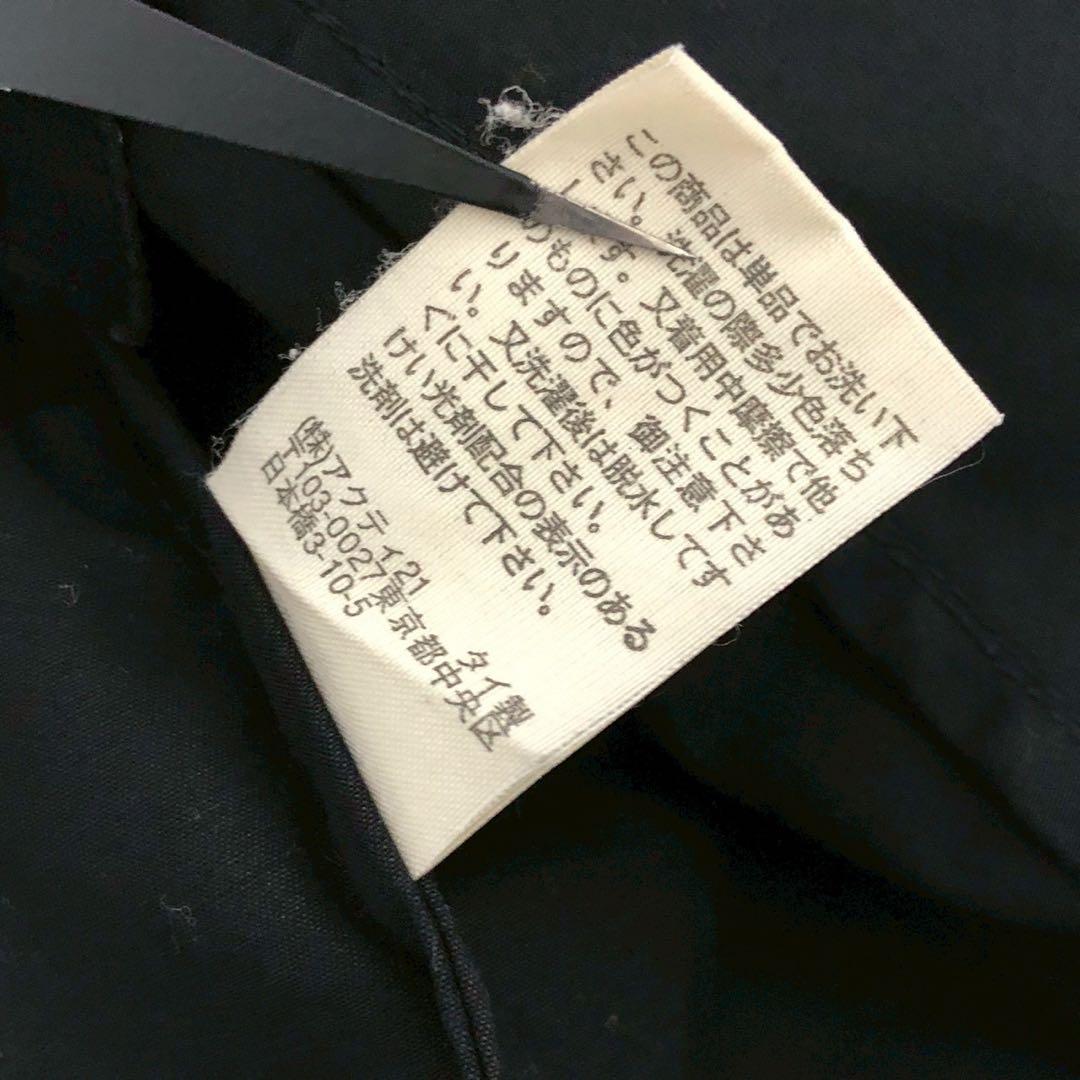 この商品は単品でお洗い下
さい。洗濯の際多少色落ち
し す。又着用中摩擦で他
のものに色がつくことがあ
りますので、御注意下さ
い。又洗濯後は脱水してす
ぐに干して下さい。
けい光剤配合の表示のある
洗剤は避けて下さい。
タイ製
(株)アクティ21
〒103-0027東京都中央区
日本橋3-10-5